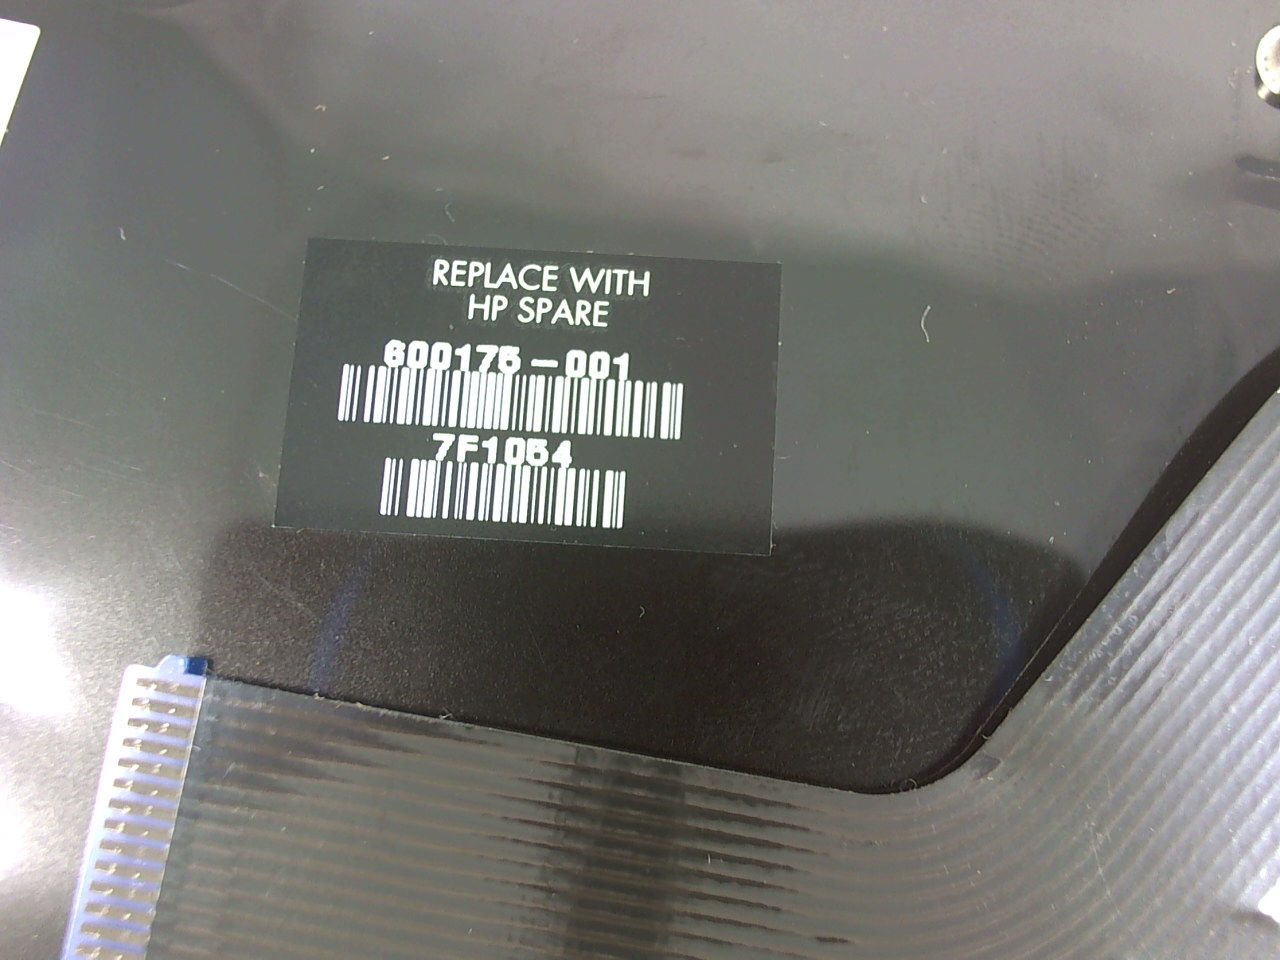 REPLACE WITH
HP SPARE
600175-001
7F1054